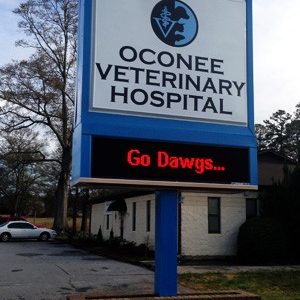 OCONEE
VETERINARY
HOSPITAL
Go Dawgs...